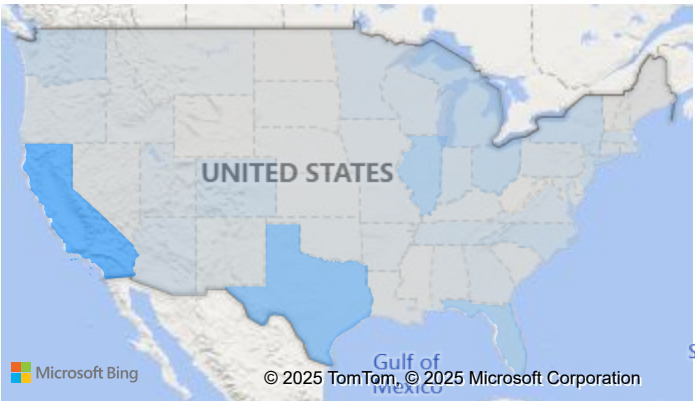 UNITED STATES
Gulf of
Mexico
S
Microsoft Bing
© 2025 TomTom, © 2025 Microsoft Corporation